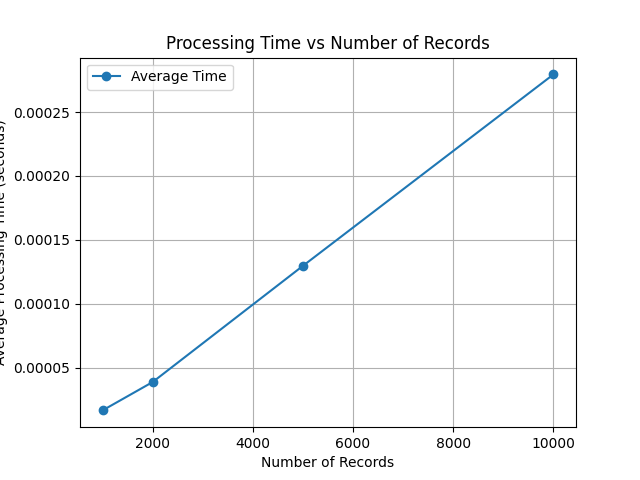 Processing Time vs Number of Records
Average Time
0.00025
0.00020
0.00015
0.00010
0.00005
Average Processing Time (seconds)
2000 4000 6000 8000 10000
Number of Records